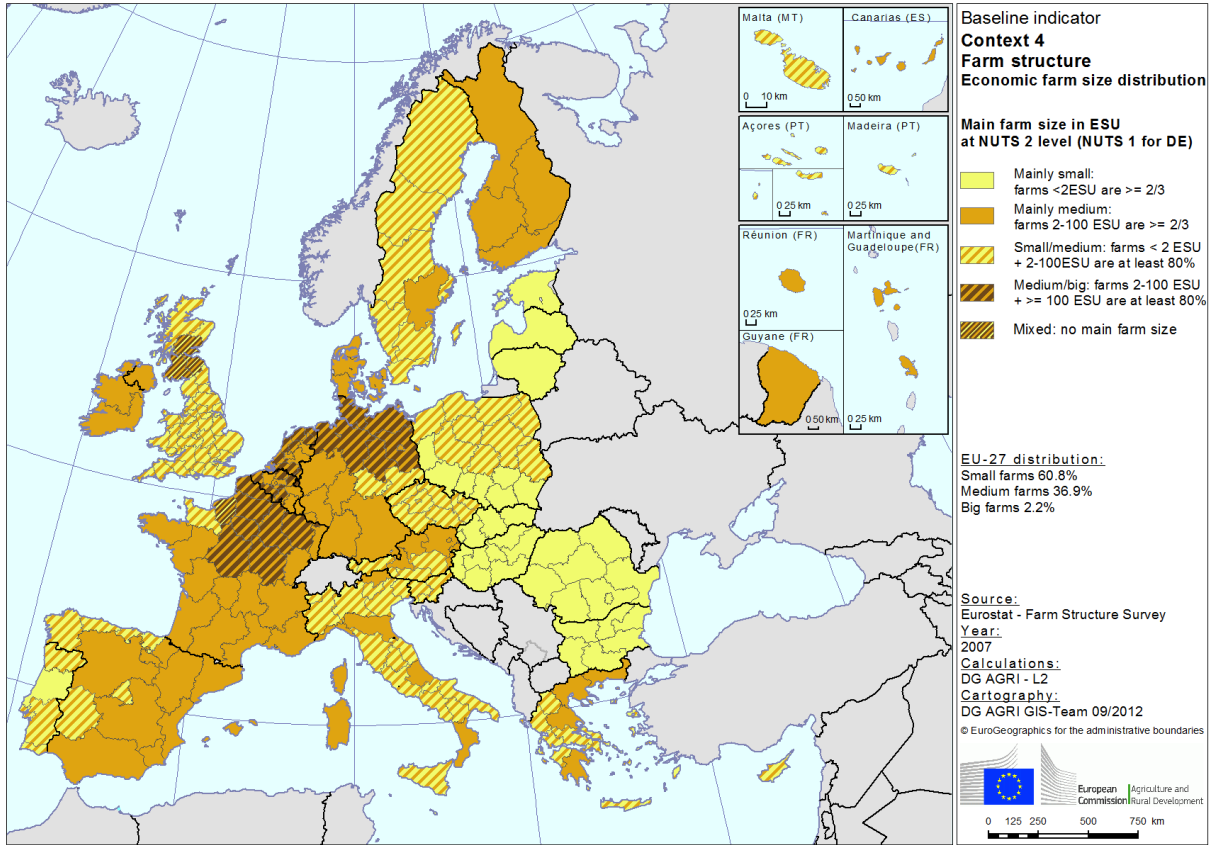 Malta (MT)
0 10 km
Canarias (ES)
0 50 km
Açores (PT)
0 25 km
Madeira (PT)
0 25 km
Réunion (FR)
0 25 km
Martinique and
Guadeloupe(FR)
0 25 km
Guyane (FR)
0 50 km
Baseline indicator
Context 4
Farm structure
Economic farm size distribution
Main farm size in ESU
at NUTS 2 level (NUTS 1 for DE)
Mainly small:
farms <2ESU are >= 2/3
Mainly medium:
farms 2-100 ESU are >= 2/3
Small/medium: farms < 2 ESU
+ 2-100ESU are at least 80%
Medium/big: farms 2-100 ESU
+ >= 100 ESU are at least 80%
Mixed: no main farm size
EU-27 distribution:
Small farms 60.8%
Medium farms 36.9%
Big farms 2.2%
Source:
Eurostat - Farm Structure Survey
Year:
2007
Calculations:
DG AGRI - L2
Cartography:
DG AGRI GIS-Team 09/2012
© EuroGeographics for the administrative boundaries
European
Commission
Agriculture and
Rural Development
0 125 250 500 750 km